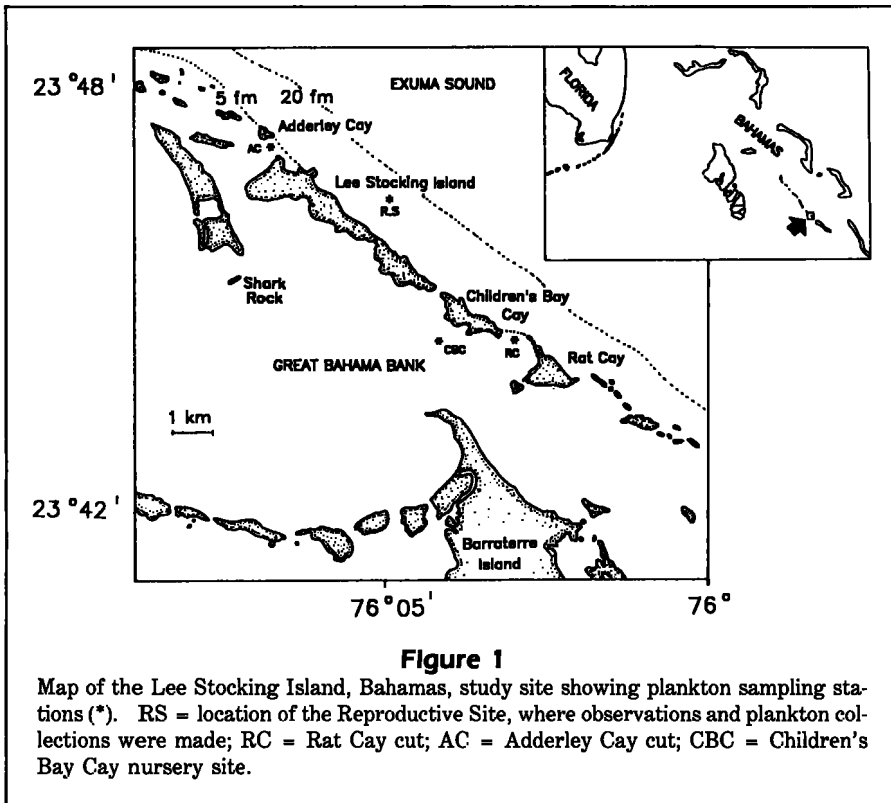 23°48'
5 fm 20 fm
EXUMA SOUND
Adderley Cay
AC
Lee Stocking Island
RS
Shark
Rock
Children's Bay
Cay
CBC
RC
Rat Cay
GREAT BAHAMA BANK
1 km
23°42'
Barraterre
Island
76°05'
76°
FLORIDA
BAHAMAS
Figure 1
Map of the Lee Stocking Island, Bahamas, study site showing plankton sampling sta-
tions (*). RS = location of the Reproductive Site, where observations and plankton col-
lections were made; RC = Rat Cay cut; AC = Adderley Cay cut; CBC = Children's
Bay Cay nursery site.